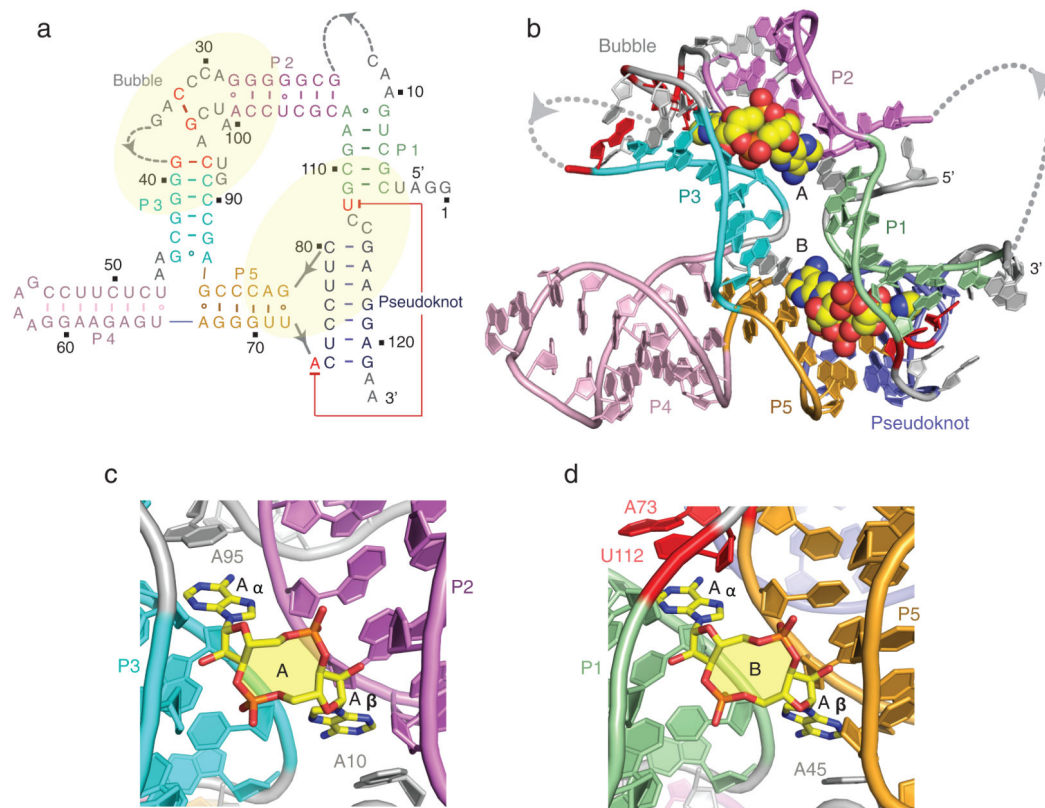 a
30
P2
Bubble
C C A G G G G G C G
C
A
10
A
G
A
C
G
C
U
A
A C C U C G C
100
A
A
G
C
G
110
G
U
C
G
U
C
G
C
P1
5'
U A G G
1
40
G
G
G
G
C
G
P3
A
C
C
C
C
G
A
U
G
90
A
A
50
G C C U U C U C U
A
A
A G G A A G A G U
60
P4
P5
G C C C A G
A G G G U U
70
80
C
U
U
C
C
U
C
A
U
C
C
G
A
A
G
G
A
G
A
A
120
3'
Pseudoknot
b
Bubble
P2
P3
A
5'
P1
B
3'
P4
P5
Pseudoknot
c
A95
A α
P2
P3
A
A β
A10
d
A73
U112
A α
P5
P1
B
A β
A45